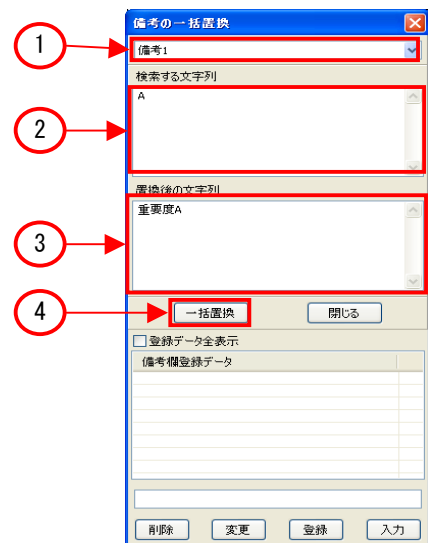 備考の一括置換
1
備考1
検索する文字列
2
A
置換後の文字列
3
重要度A
4
一括置換 閉じる
登録データ全表示
備考欄登録データ
削除 変更 登録 入力